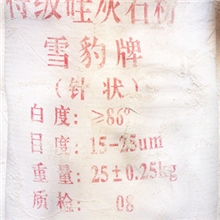 特级硅灰石粉
雪豹牌
(针状)
白度: ≥86%
目度: 15-25um
重量: 25±0.25kg
质检: 08